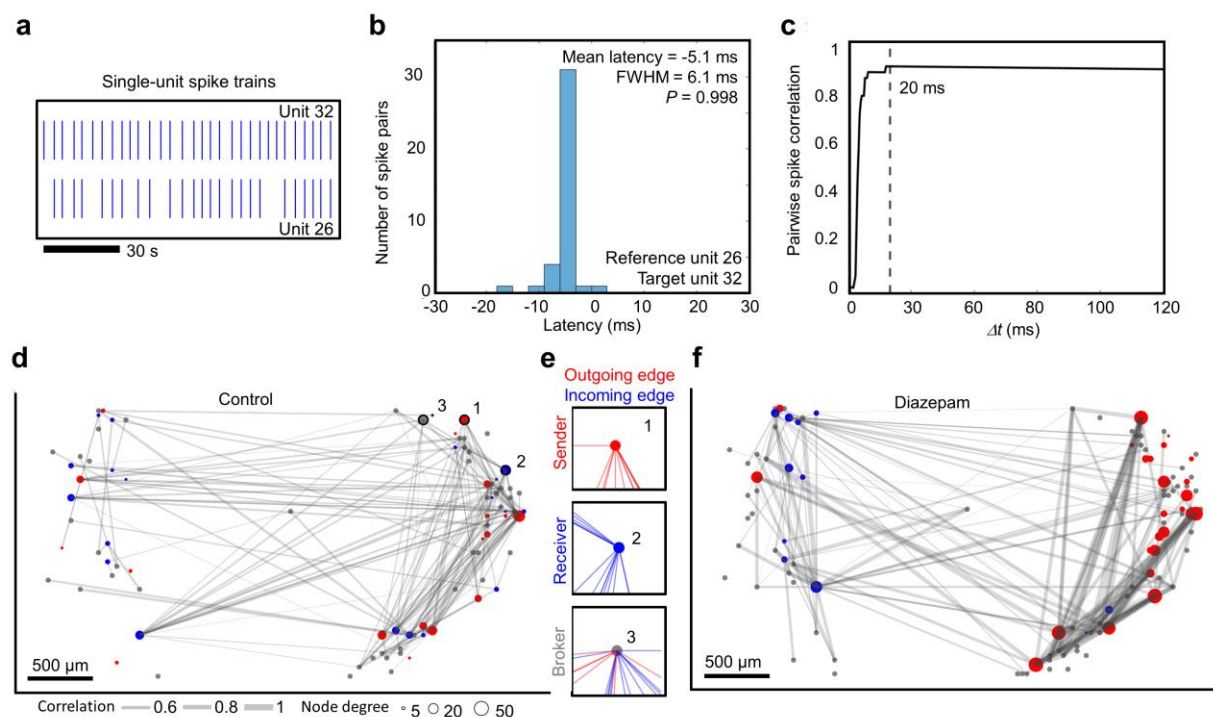 a
Single-unit spike trains
Unit 32
Unit 26
30 s
b
Number of spike pairs
30
20
10
0
Mean latency = -5.1 ms
FWHM = 6.1 ms
P = 0.998
Reference unit 26
Target unit 32
-30 -20 -10 0 10 20 30
Latency (ms)
c
Pairwise spike correlation
1
0.8
0.6
0.4
0.2
0
20 ms
0 30 60 100 120
Δt (ms)
d
Control
3
1
2
500 µm
Correlation 0.6 0.8 1 Node degree 5 20 50
e
Outgoing edge
Incoming edge
Sender
1
Receiver
2
Broker
3
f
Diazepam
500 µm